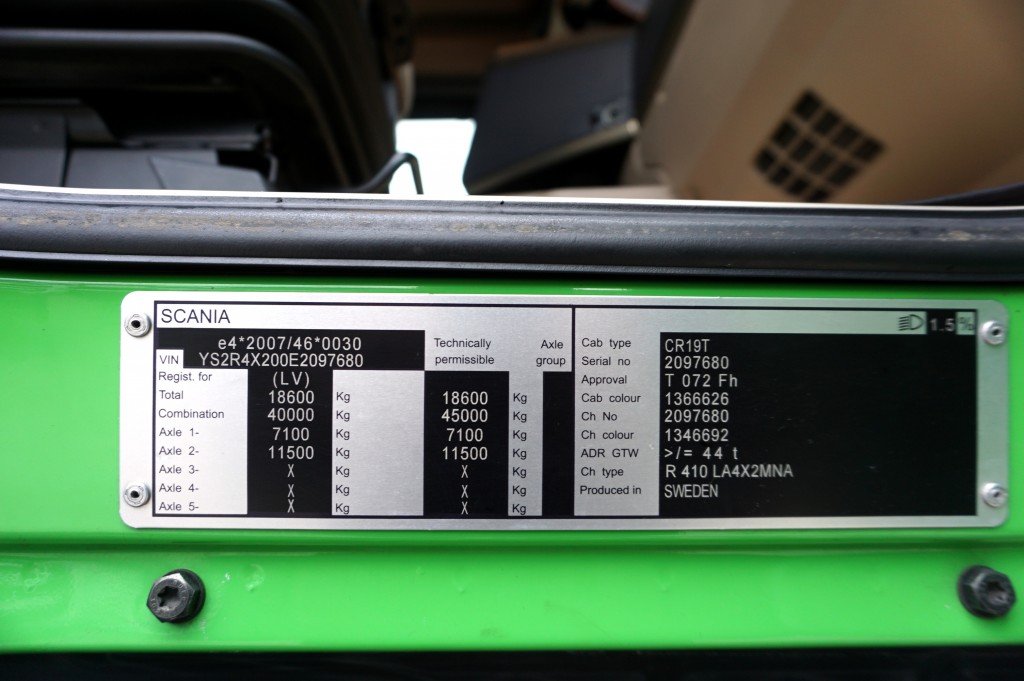 SCANIA
1.5%
e4*2007/46*0030
VIN YS2R4X200E2097680
Technically permissible
Axle group
Regist. for (LV)
Total 18600 Kg 18600 Kg
Combination 40000 Kg 45000 Kg
Axle 1- 7100 Kg 7100 Kg
Axle 2- 11500 Kg 11500 Kg
Axle 3- X Kg X Kg
Axle 4- X Kg X Kg
Axle 5- X Kg X Kg
Cab type CR19T
Serial no 2097680
Approval T 072 Fh
Cab colour 1366626
Ch No 2097680
Ch colour 1346692
ADR GTW >/= 44 t
Ch type R 410 LA4X2MNA
Produced in SWEDEN